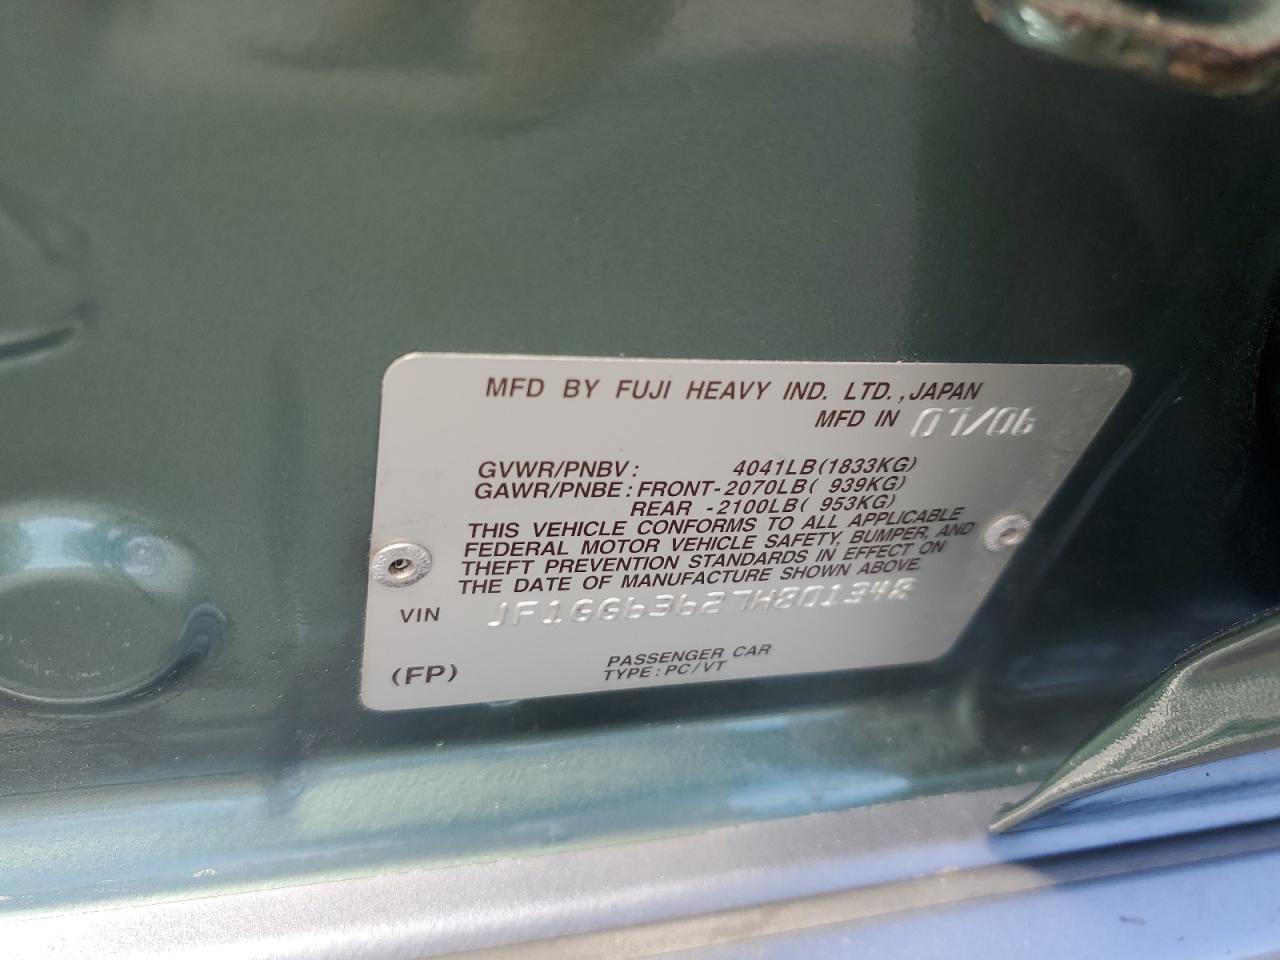 MFD BY FUJI HEAVY IND. LTD., JAPAN
MFD IN 07/06
GVWR/PNBV: 4041LB(1833KG)
GAWR/PNBE: FRONT-2070LB( 939KG)
REAR -2100LB( 953KG)
THIS VEHICLE CONFORMS TO ALL APPLICABLE
FEDERAL MOTOR VEHICLE SAFETY, BUMPER, AND
THEFT PREVENTION STANDARDS IN EFFECT ON
THE DATE OF MANUFACTURE SHOWN ABOVE.
VIN JF1GG63627H801348
(FP) PASSENGER CAR
TYPE: PC/VT